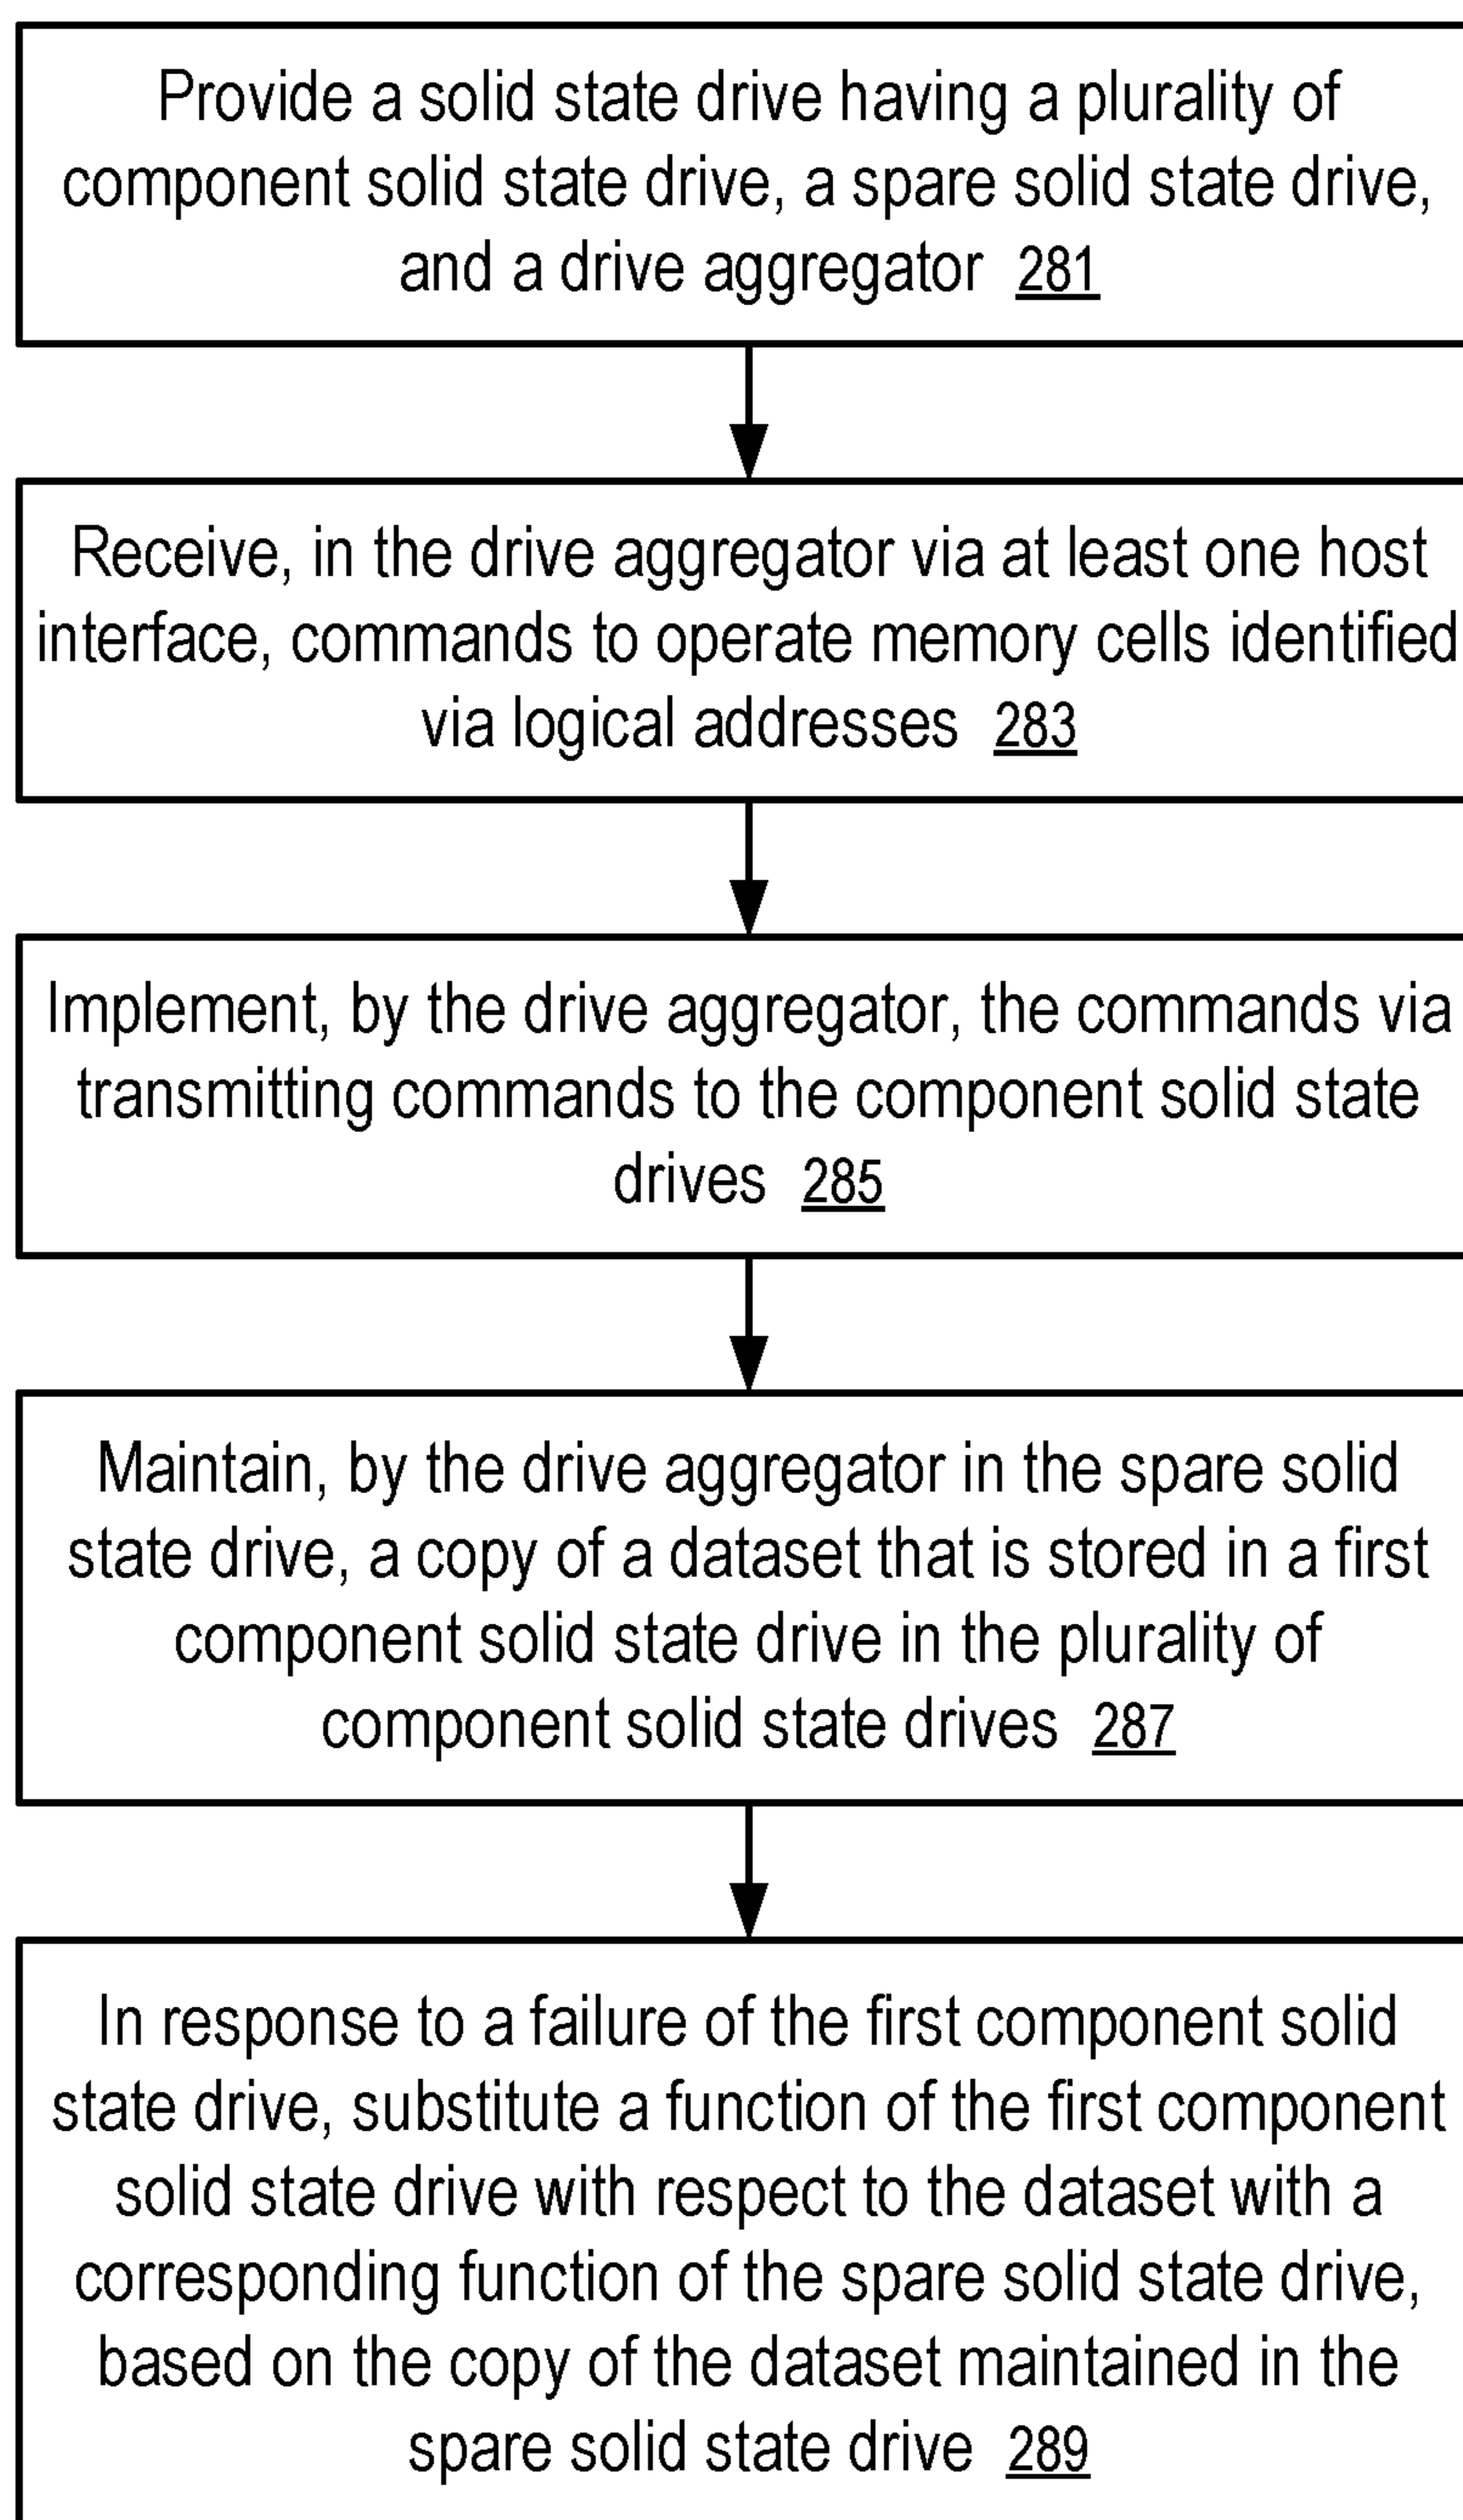 Provide a solid state drive having a plurality of
component solid state drive, a spare solid state drive,
and a drive aggregator 281
Receive, in the drive aggregator via at least one host
interface, commands to operate memory cells identified
via logical addresses 283
Implement, by the drive aggregator, the commands via
transmitting commands to the component solid state
drives 285
Maintain, by the drive aggregator in the spare solid
state drive, a copy of a dataset that is stored in a first
component solid state drive in the plurality of
component solid state drives 287
In response to a failure of the first component solid
state drive, substitute a function of the first component
solid state drive with respect to the dataset with a
corresponding function of the spare solid state drive,
based on the copy of the dataset maintained in the
spare solid state drive 289